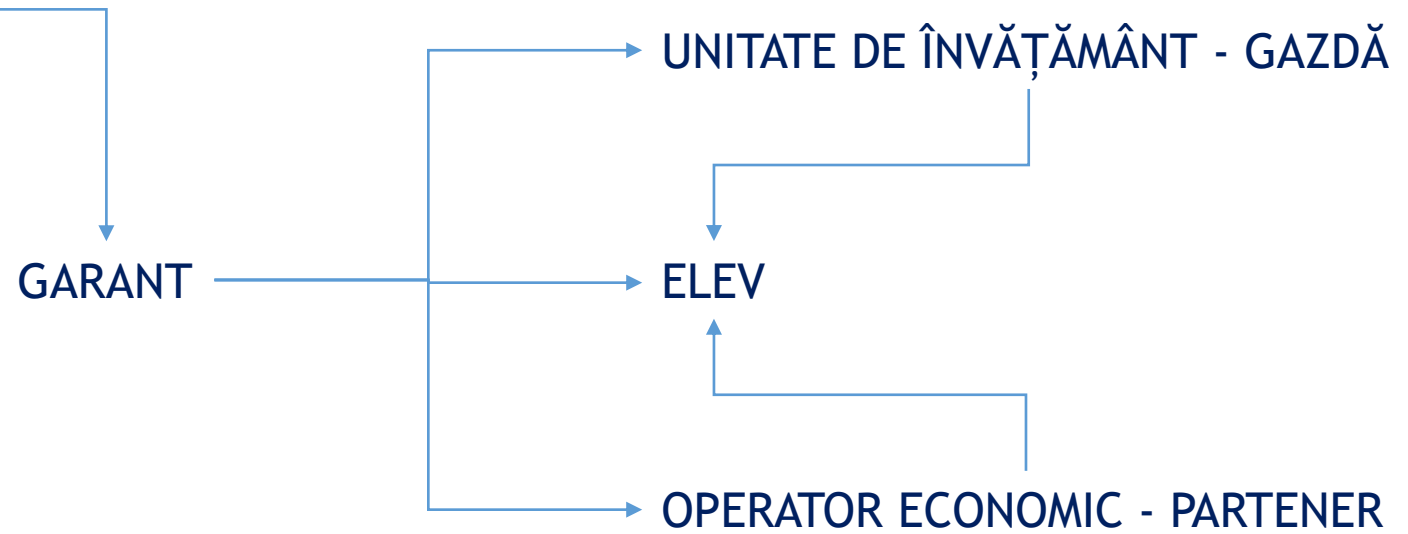 UNITATE DE ÎNVĂȚĂMÂNT - GAZDĂ
GARANT
ELEV
OPERATOR ECONOMIC - PARTENER